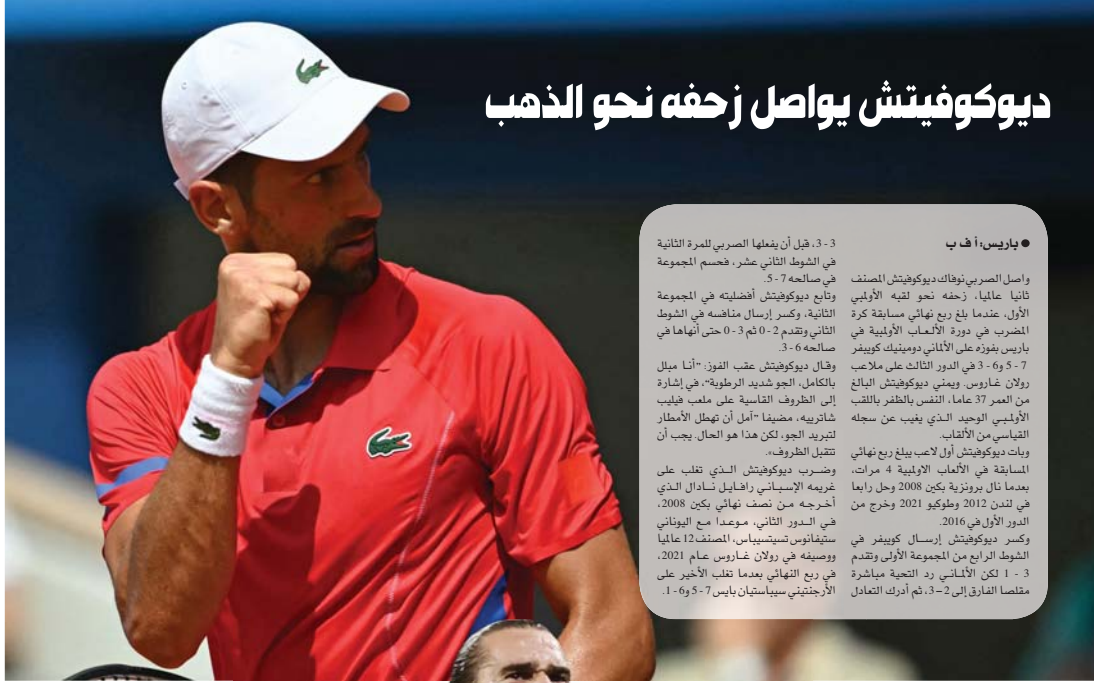 ديوكوفيتش يواصل زحفه نحو الذهب
● باريس: أ ف ب
واصل الصربي نوفاك ديوكوفيتش المصنف
ثانيا عالميا، زحفه نحو لقبه الأولمبي
الأول، عندما بلغ ربع نهائي مسابقة كرة
المضرب في دورة الألعاب الأولمبية في
باريس بفوزه على الألماني دومينيك كوبيفر
7 - 5 و6 - 3 في الدور الثالث على ملاعب
رولان غاروس. ويمني ديوكوفيتش البالغ
من العمر 37 عاما، النفس بالظفر باللقب
الأولمبي الوحيد الذي يغيب عن سجله
القياسي من الألقاب.
وبات ديوكوفيتش أول لاعب يبلغ ربع نهائي
المسابقة في الألعاب الاولمبية 4 مرات،
بعدما نال برونزية بكين 2008 وحل رابعا
في لندن 2012 وطوكيو 2021 وخرج من
الدور الأول في 2016.
وكسر ديوكوفيتش إرسال كويبفر في
الشوط الرابع من المجموعة الأولى وتقدم
3 - 1 لكن الألماني رد التحية مباشرة
مقلصا الفارق إلى 2 – 3، ثم أدرك التعادل
3 - 3، قبل أن يفعلها الصربي للمرة الثانية
في الشوط الثاني عشر، فحسم المجموعة
في صالحه 7 - 5.
وتابع ديوكوفيتش أفضليته في المجموعة
الثانية، وكسر إرسال منافسه في الشوط
الثاني وتقدم 2 - 0 ثم 3 - 0 حتى أنهاها في
صالحه 6 - 3.
وقال ديوكوفيتش عقب الفوز: "أنا مبلل
بالكامل، الجو شديد الرطوبة"، في إشارة
إلى الظروف القاسية على ملعب فيليب
شاترييه، مضيفا "آمل أن تهطل الأمطار
لتبريد الجو، لكن هذا هو الحال. يجب أن
تتقبل الظروف».
وضرب ديوكوفيتش الذي تغلب على
غريمه الإسباني رافايل نادال الذي
أخرجه من نصف نهائي بكين 2008،
في الدور الثاني، موعدا مع اليوناني
ستيفانوس تسيتسيباس، المصنف 12 عالميا
ووصيفه في رولان غاروس عام 2021،
في ربع النهائي بعدما تغلب الأخير على
الأرجنتيني سيباستيان بايس 7 - 5 و6 - 1.